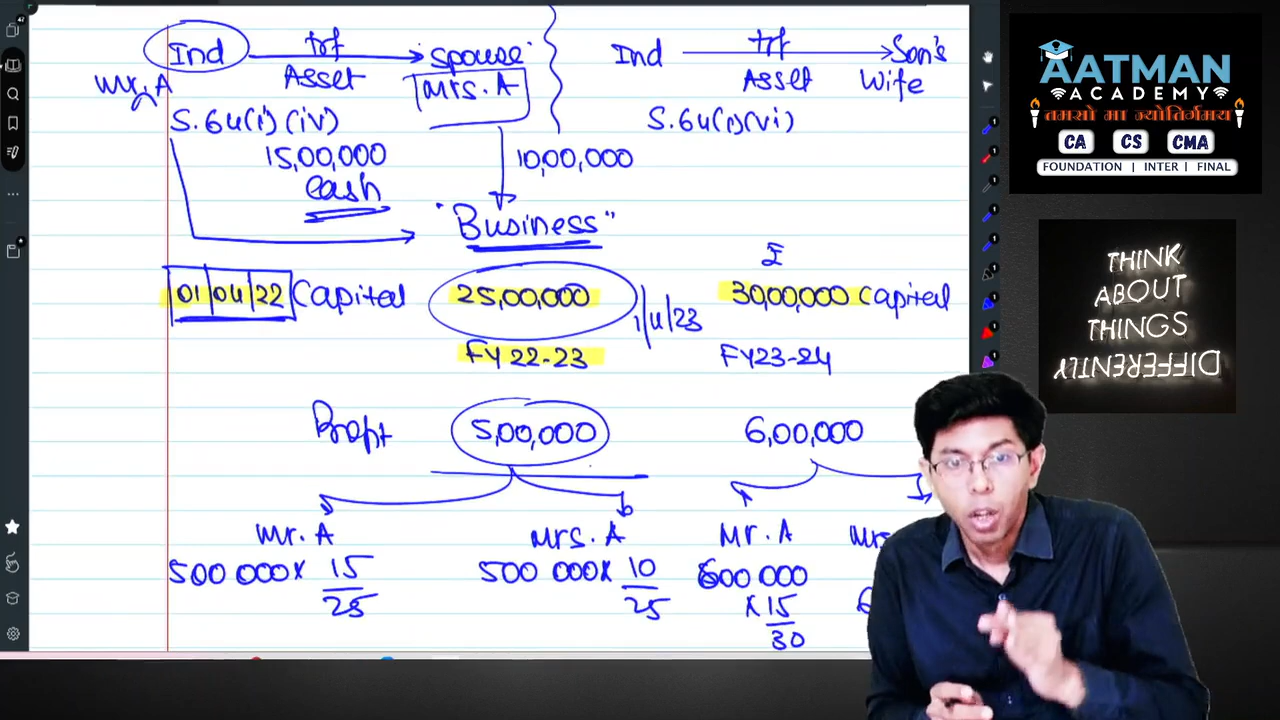 Ind trf Asset "Spouse"
Mr. A Mrs. A
S.64(i)(iv)
15,00,000
Cash
10,00,000
"Business"
Ind trf Asset Son's Wife
S.64(1)(vi)
01 04 22 Capital 25,00,000
1/4/23
30,00,000 Capital
FY 22-23 FY23-24
Profit 5,00,000 6,00,000
Mr. A Mrs. A Mr. A
500 000 x 15/25 500 000 x 10/25 600 000 x 15/30
AATMAN
ACADEMY
तमसो मा ज्योतिर्गमय
CA CS CMA
FOUNDATION | INTER | FINAL
THINK
ABOUT
THINGS
DIFFERENTLY